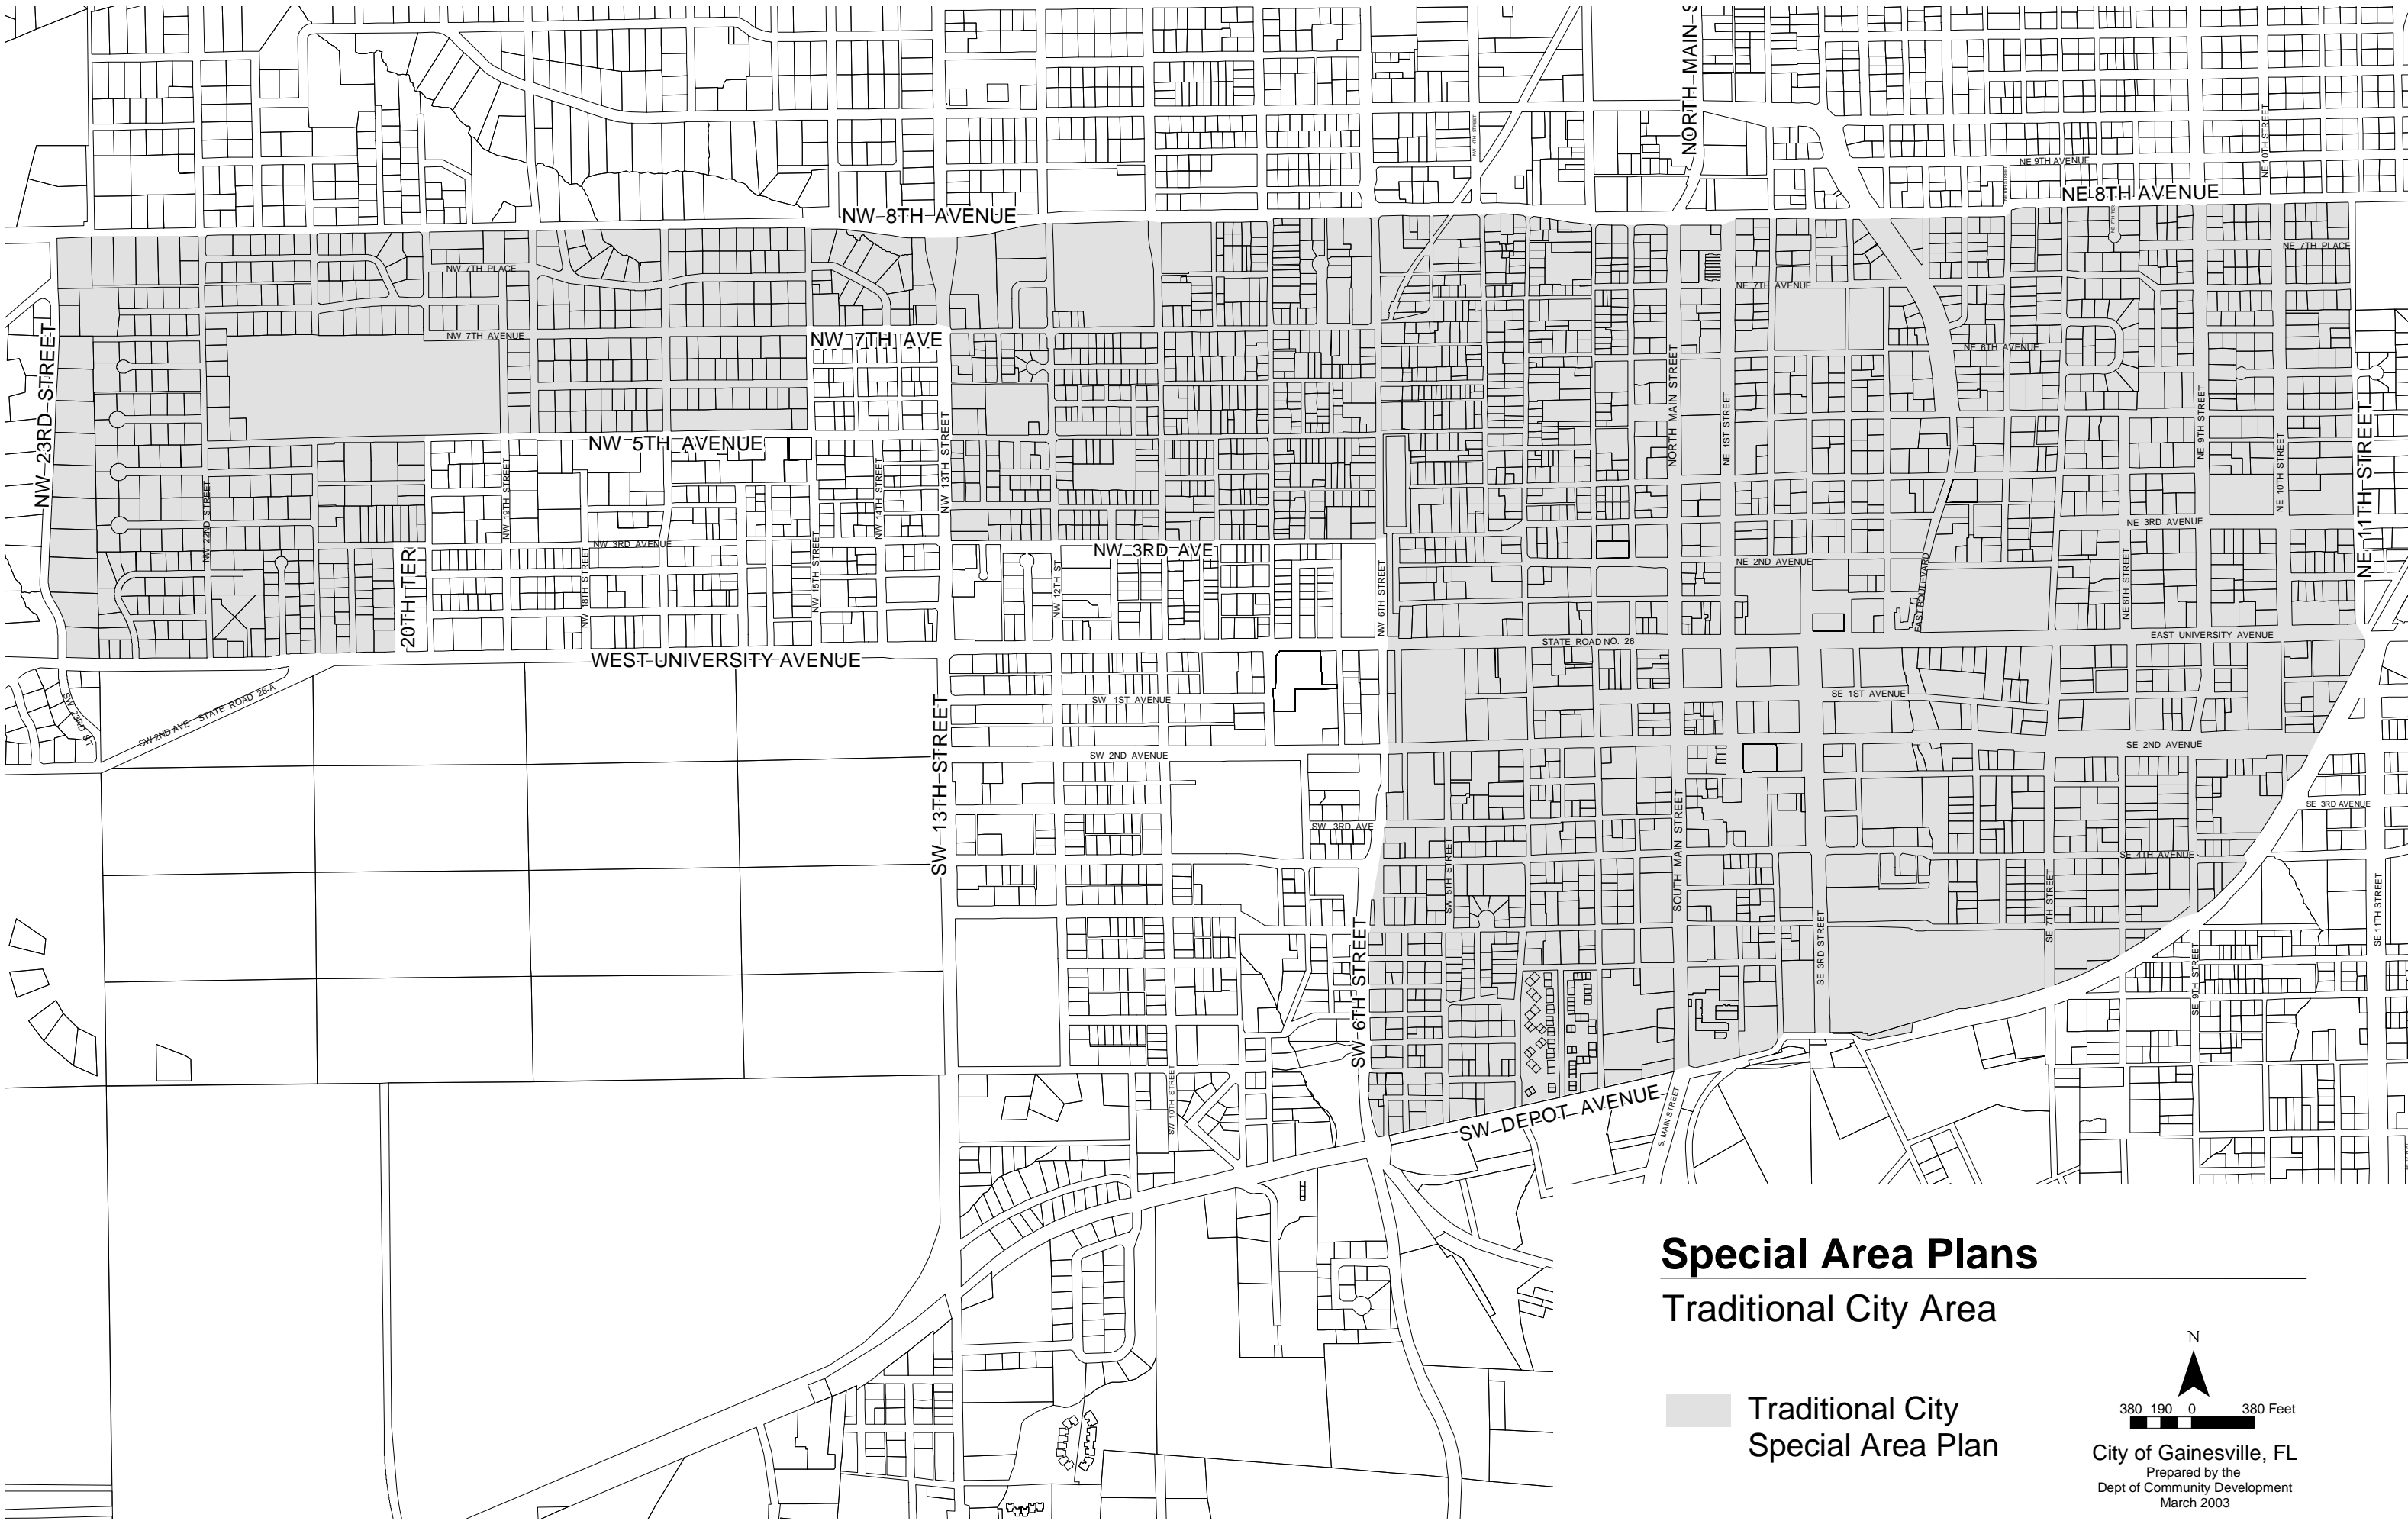 NORTH MAIN S
NW 4TH STREET
NE 10TH STREET
NE 9TH AVENUE
NE 8TH AVENUE
NW 8TH AVENUE
NE 7TH PLACE
NW 7TH PLACE
NE 7TH AVENUE
NW 7TH AVENUE
NW 7TH AVE
NE 6TH AVENUE
NW 23RD STREET
NORTH MAIN STREET
NE 1ST STREET
NE 9TH STREET
NE 11TH STREET
NW 5TH AVENUE
NW 13TH STREET
NE 10TH STREET
NW 22ND STREET
NW 19TH STREET
NW 14TH STREET
NE 3RD AVENUE
NW 3RD AVENUE
NW 3RD AVE
NE 2ND AVENUE
20TH TER
NW 18TH STREET
NW 15TH STREET
NW 12TH ST
NW 6TH STREET
EAST BOULEVARD
NE 8TH STREET
STATE ROAD NO. 26
EAST UNIVERSITY AVENUE
WEST UNIVERSITY AVENUE
SW 1ST AVENUE
SE 1ST AVENUE
SW 23RD ST
SW 2ND AVE STATE ROAD 26-A
SW 13TH STREET
SW 2ND AVENUE
SE 2ND AVENUE
SE 3RD AVENUE
SW 3RD AVE
SOUTH MAIN STREET
SW 5TH STREET
SE 4TH AVENUE
SE 7TH STREET
SE 11TH STREET
SW 6TH STREET
SE 3RD STREET
SE 9TH STREET
SW 10TH STREET
SW DEPOT AVENUE
S. MAIN STREET
Special Area Plans
Traditional City Area
N
Traditional City
Special Area Plan
380 190 0 380 Feet
City of Gainesville, FL
Prepared by the
Dept of Community Development
March 2003